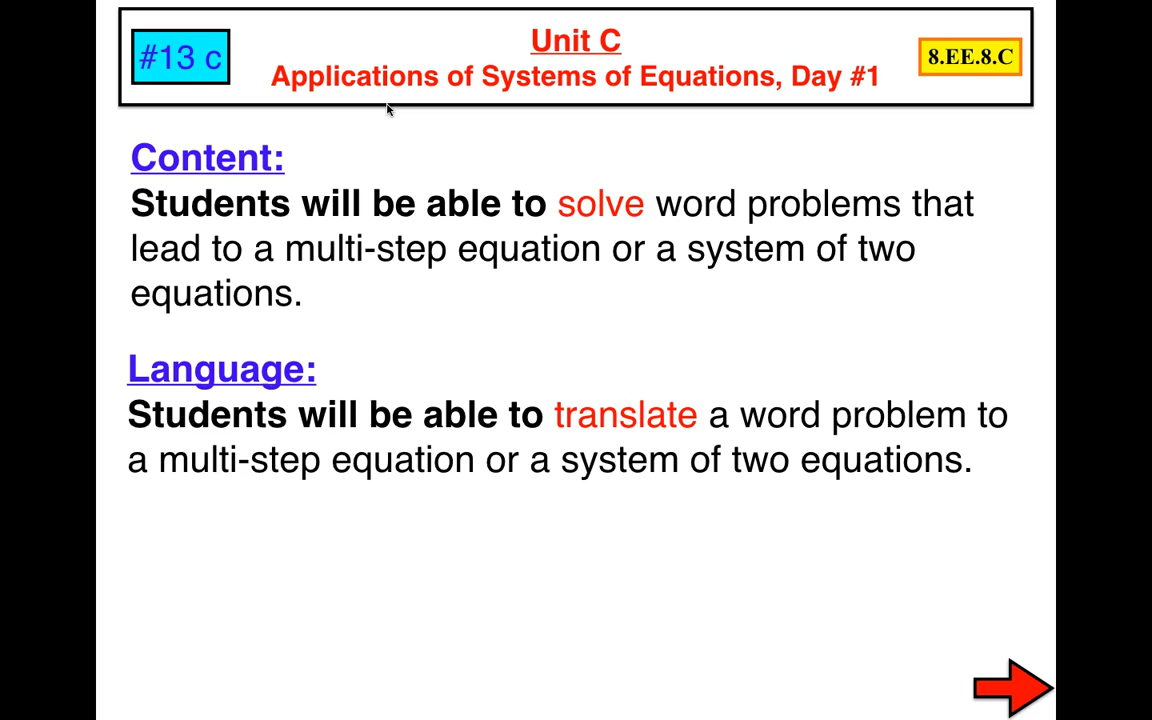 #13 c
Unit C
Applications of Systems of Equations, Day #1
8.EE.8.C
Content:
Students will be able to solve word problems that
lead to a multi-step equation or a system of two
equations.
Language:
Students will be able to translate a word problem to
a multi-step equation or a system of two equations.